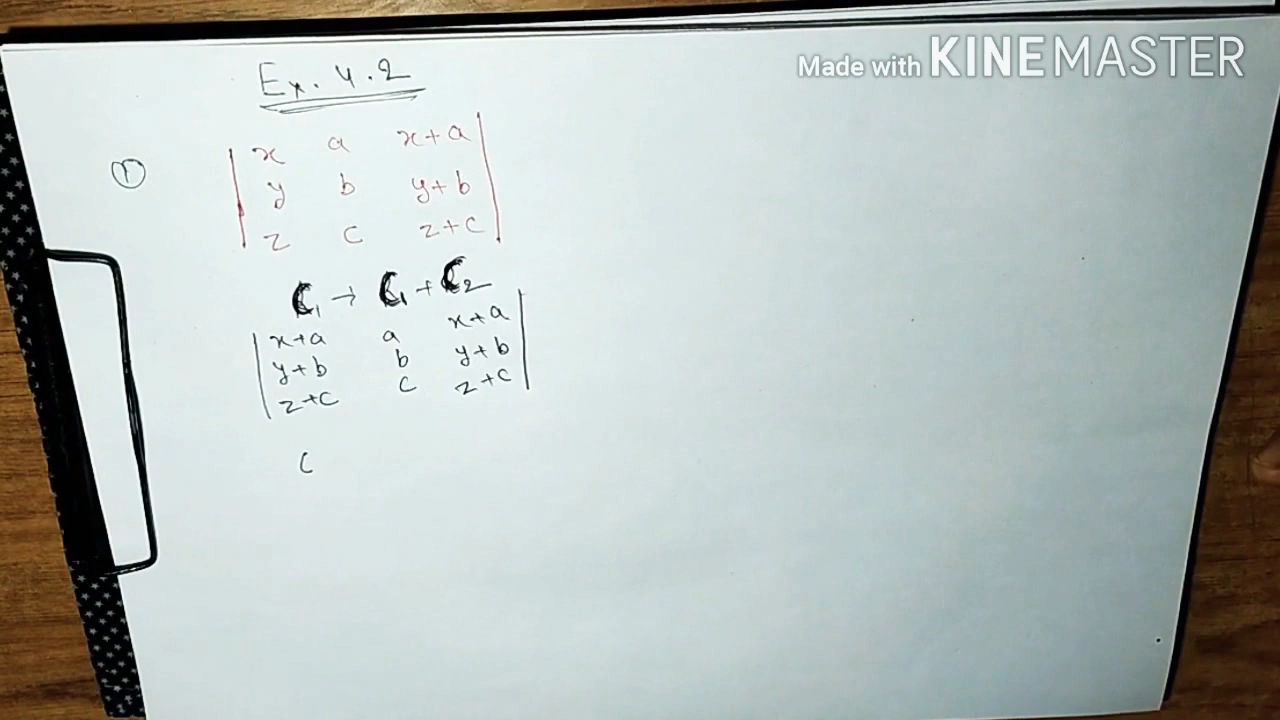 Made with KINEMASTER
Ex. 4.2
1
x a x+a
y b y+b
z c z+c
C1 → C1 + C2
x+a a x+a
y+b b y+b
z+c c z+c
C